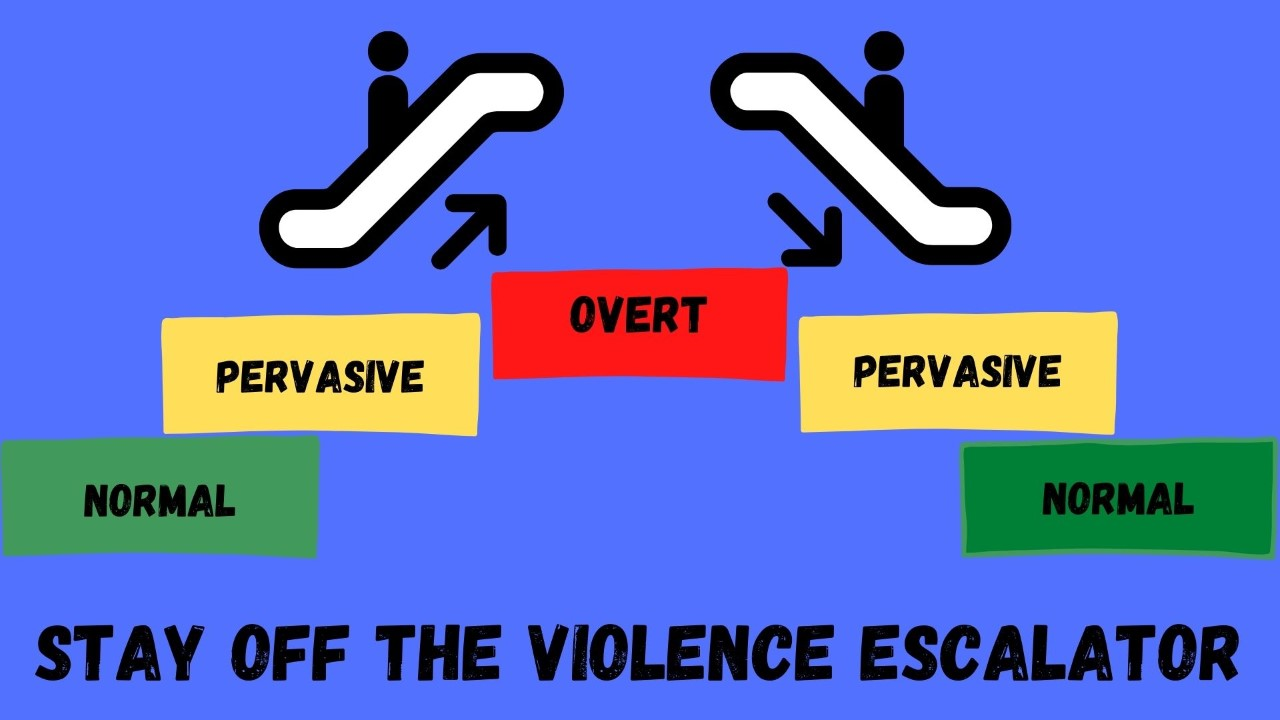 OVERT
PERVASIVE
PERVASIVE
NORMAL
NORMAL
STAY OFF THE VIOLENCE ESCALATOR